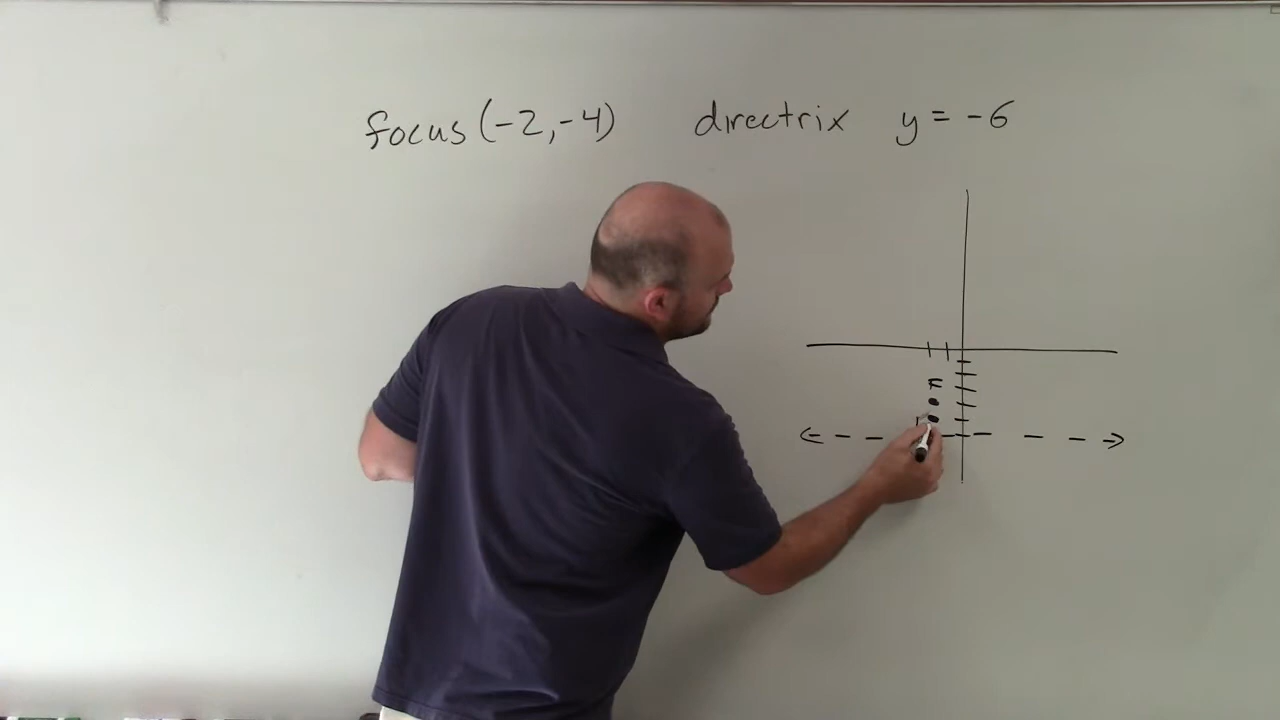 focus (-2, -4) directrix y = -6
F